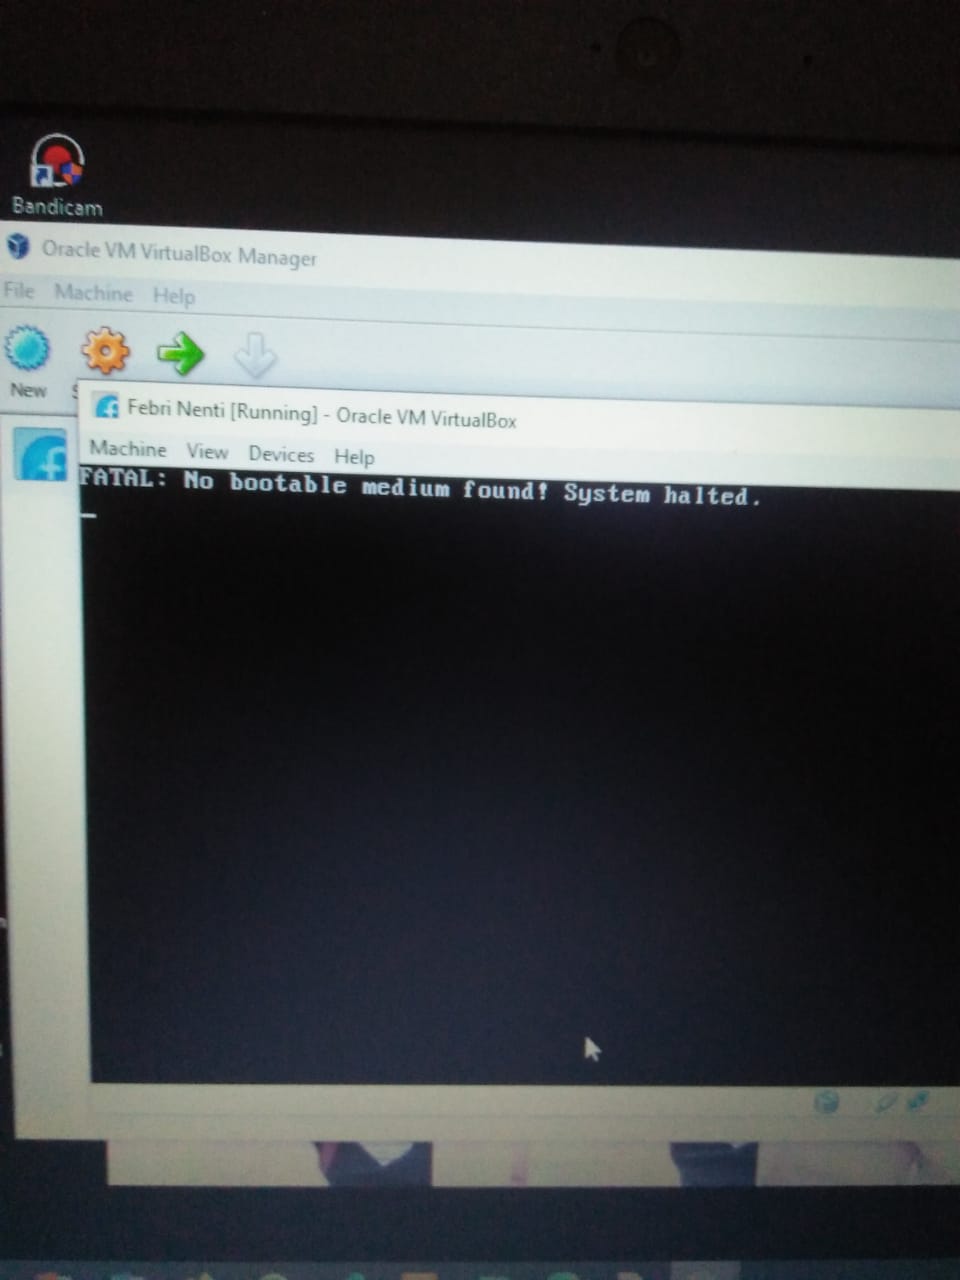 Bandicam
Oracle VM VirtualBox Manager
File Machine Help
New
Febri Nenti [Running] - Oracle VM VirtualBox
Machine View Devices Help
FATAL: No bootable medium found! System halted.